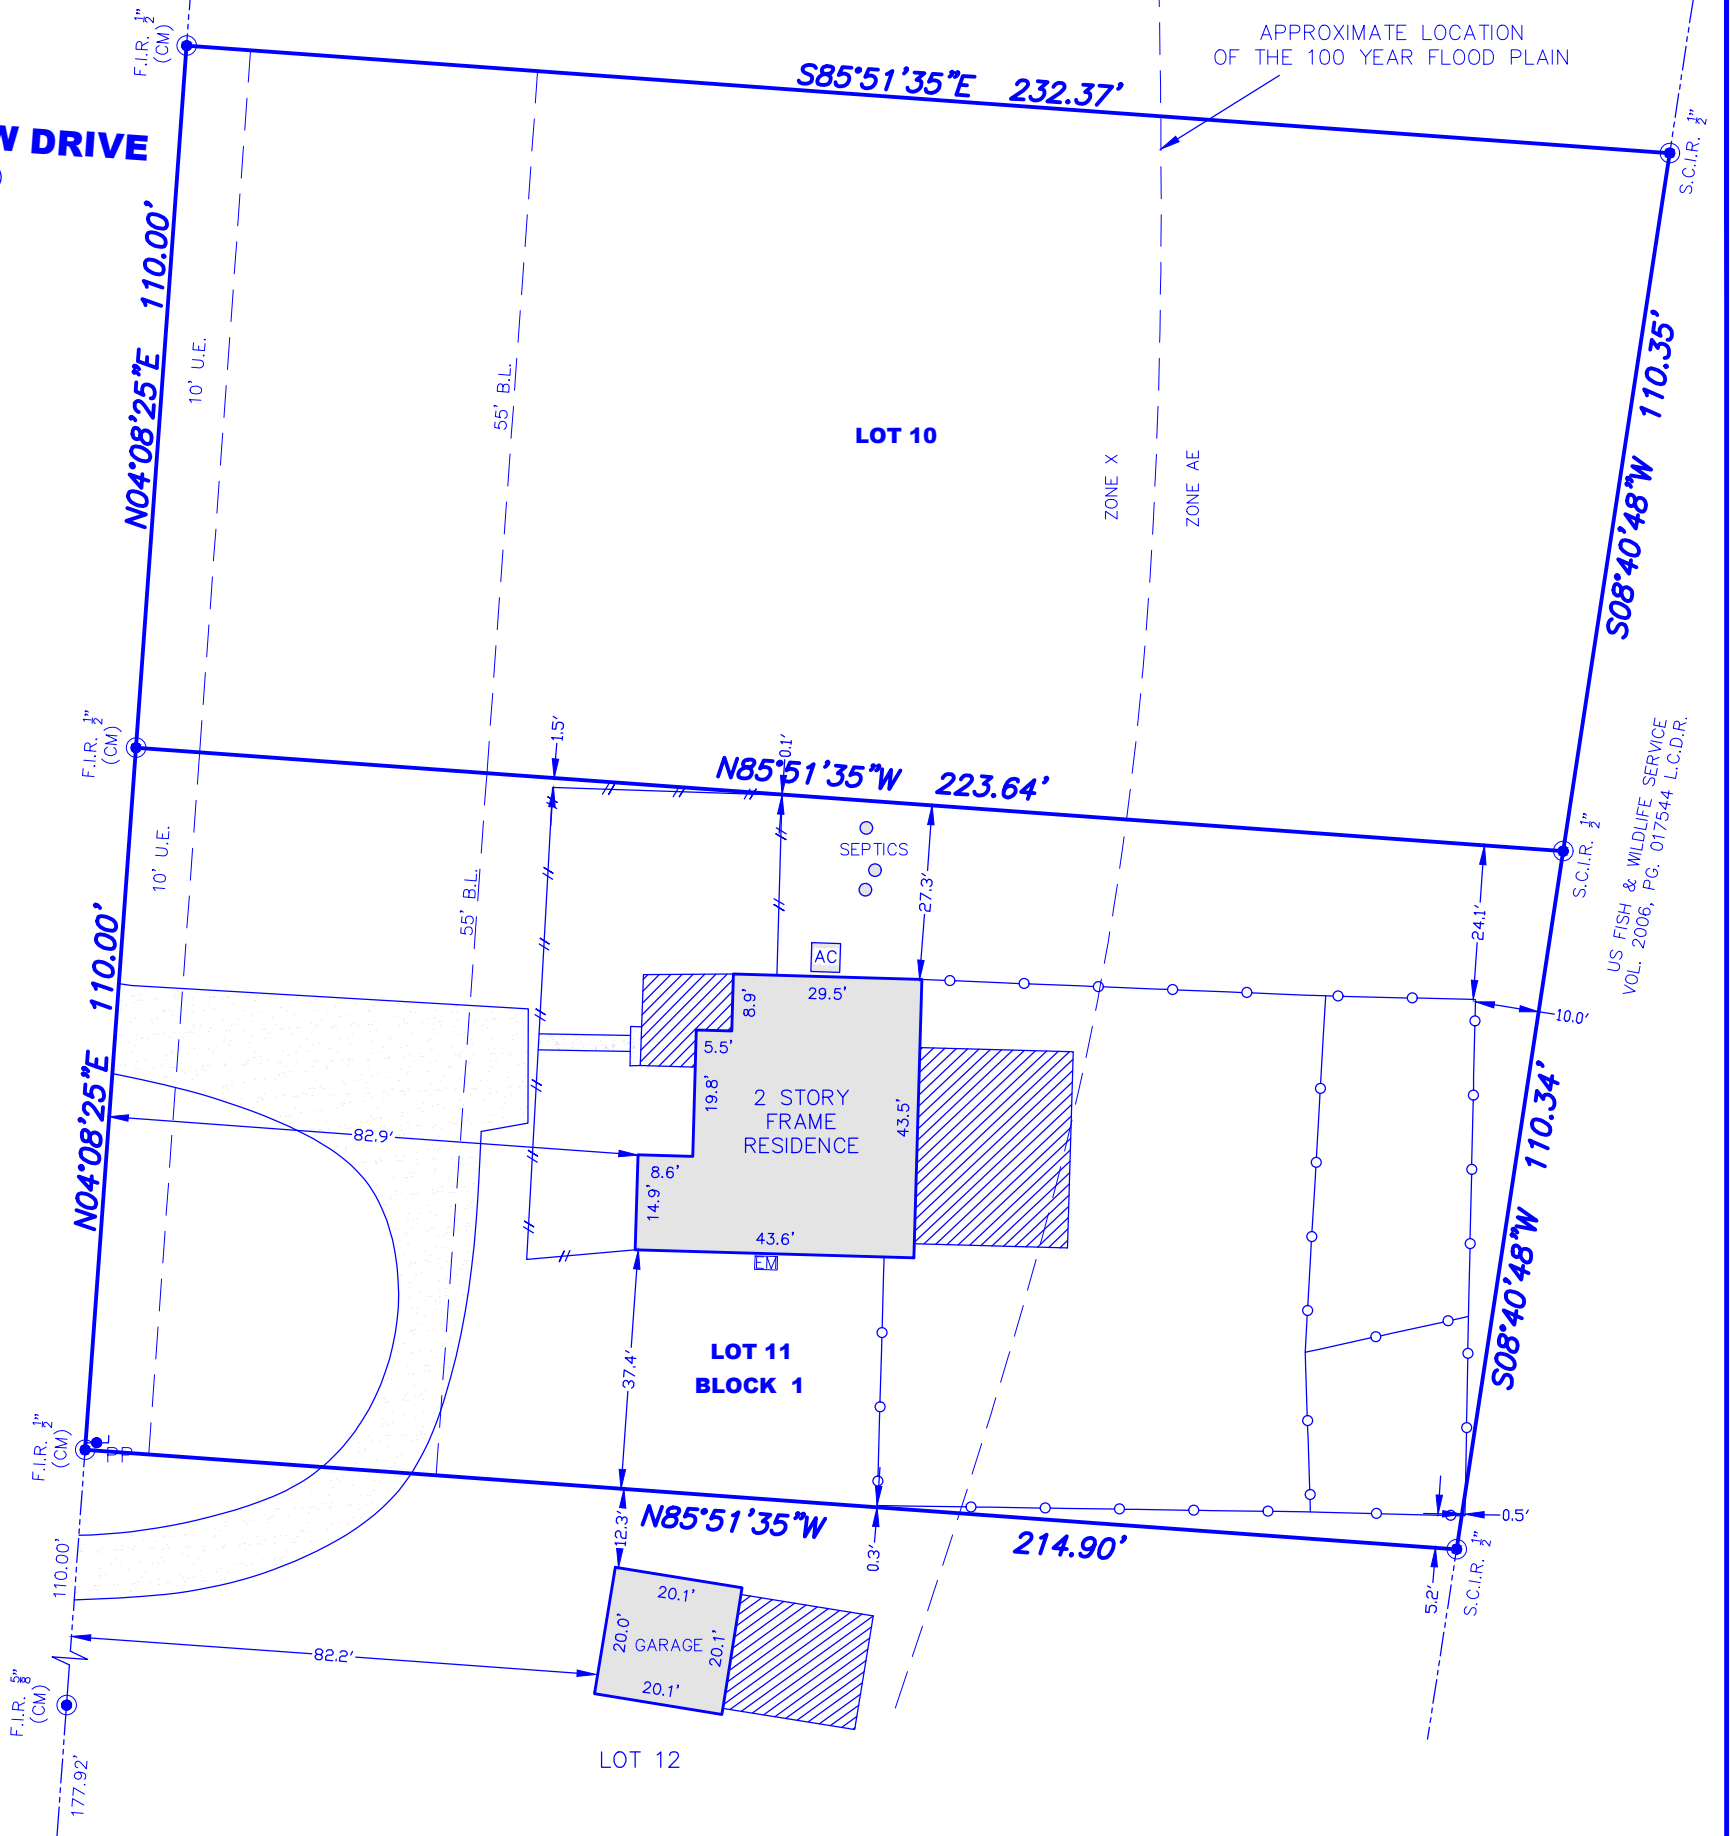 F.I.R. 1/2"
(CM)
APPROXIMATE LOCATION
OF THE 100 YEAR FLOOD PLAIN
S85°51'35"E 232.37'
W DRIVE
S.C.I.R. 1/2"
N04°08'25"E 110.00'
10' U.E.
55' B.L.
LOT 10
ZONE X
ZONE AE
S08°40'48"W 110.35'
F.I.R. 1/2"
(CM)
1.5'
0.1'
N85°51'35"W 223.64'
US FISH & WILDLIFE SERVICE
VOL. 2006, PG. 017544 L.C.D.R.
S.C.I.R. 1/2"
10' U.E.
55' B.L.
SEPTICS
27.3'
24.1'
AC
29.5'
8.9'
10.0'
5.5'
19.8'
2 STORY
FRAME
RESIDENCE
43.5'
N04°08'25"E 110.00'
82.9'
8.6'
14.9'
43.6'
EM
S08°40'48"W 110.34'
37.4'
LOT 11
BLOCK 1
F.I.R. 1/2"
(CM)
PP
12.3'
N85°51'35"W 214.90'
0.3'
0.5'
5.2'
S.C.I.R. 1/2"
110.00'
20.1'
20.0'
GARAGE
20.1'
20.1'
82.2'
F.I.R. 5/8"
(CM)
LOT 12
177.92'